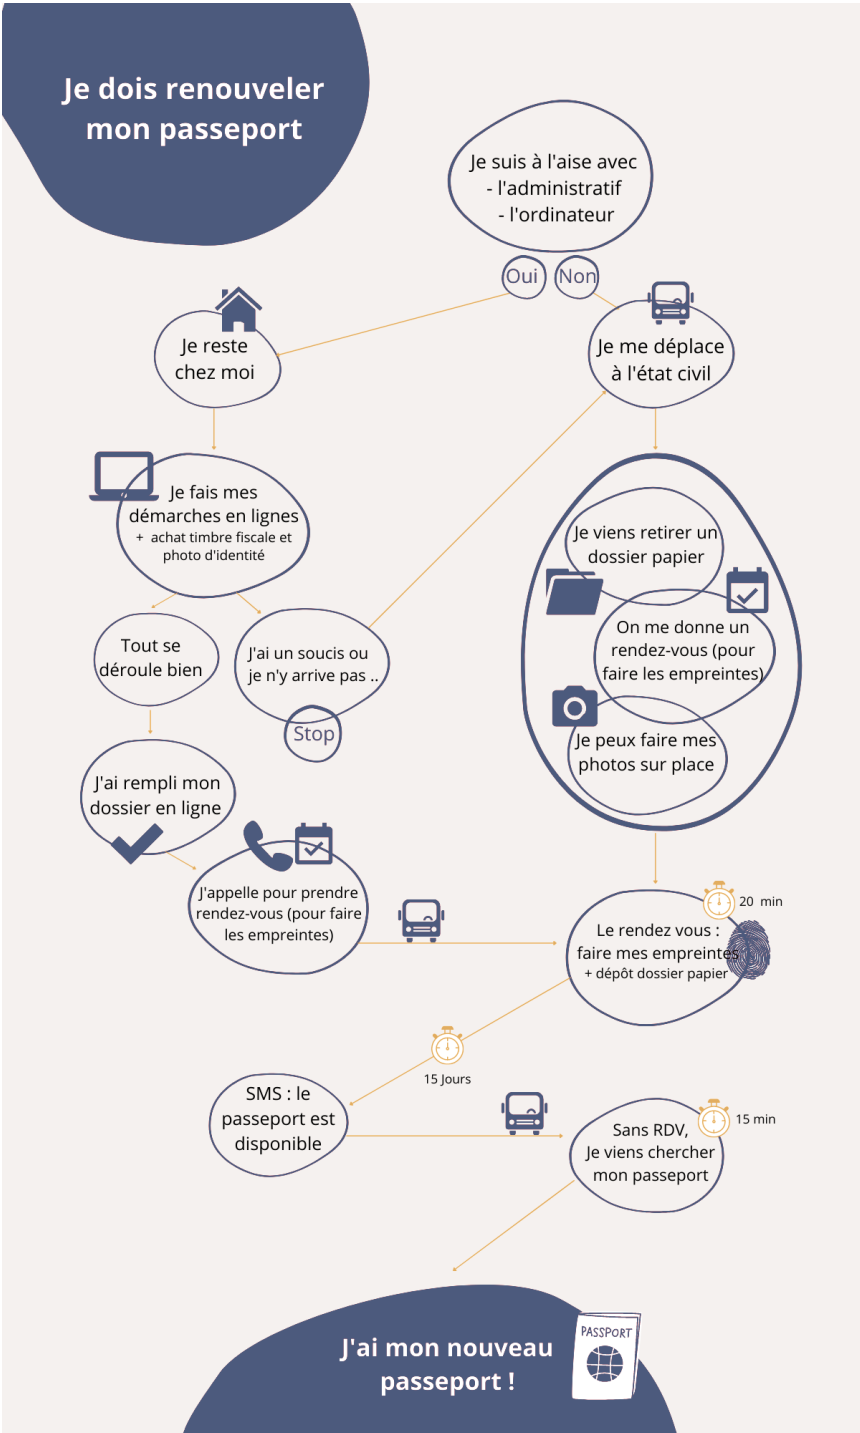 Je dois renouveler
mon passeport
Je suis à l'aise avec
- l'administratif
- l'ordinateur
Oui
Non
Je reste
chez moi
Je me déplace
à l'état civil
Je fais mes
démarches en lignes
+ achat timbre fiscale et
photo d'identité
Je viens retirer un
dossier papier
On me donne un
rendez-vous (pour
faire les empreintes)
Je peux faire mes
photos sur place
Tout se
déroule bien
J'ai un soucis ou
je n'y arrive pas ..
Stop
J'ai rempli mon
dossier en ligne
J'appelle pour prendre
rendez-vous (pour faire
les empreintes)
20 min
Le rendez vous :
faire mes empreintes
+ dépôt dossier papier
15 Jours
SMS : le
passeport est
disponible
15 min
Sans RDV,
Je viens chercher
mon passeport
J'ai mon nouveau
passeport !
PASSPORT